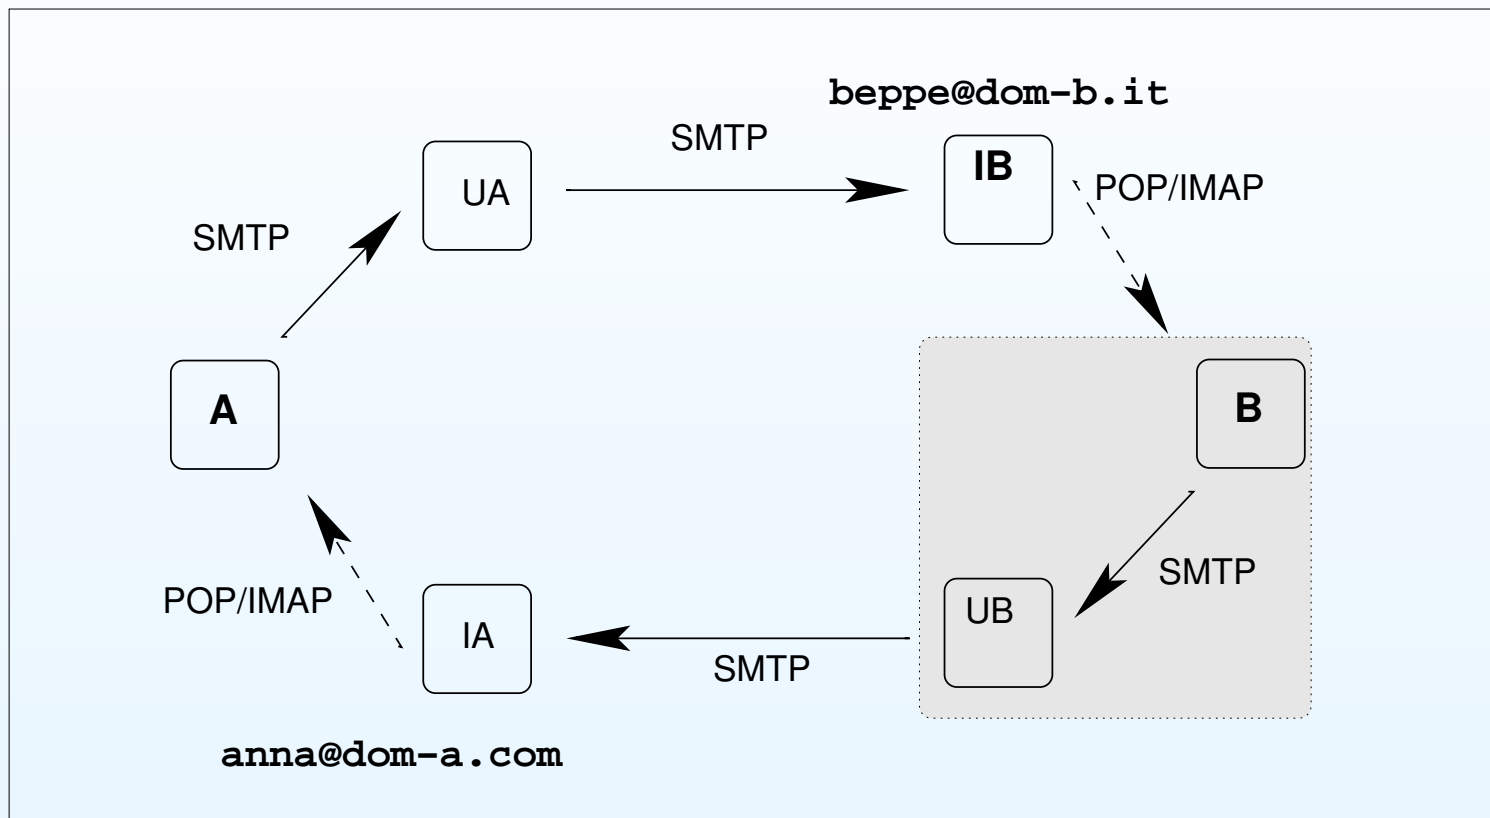 beppe@dom-b.it
SMTP
UA
IB
POP/IMAP
SMTP
A
B
SMTP
POP/IMAP
UB
IA
SMTP
anna@dom-a.com